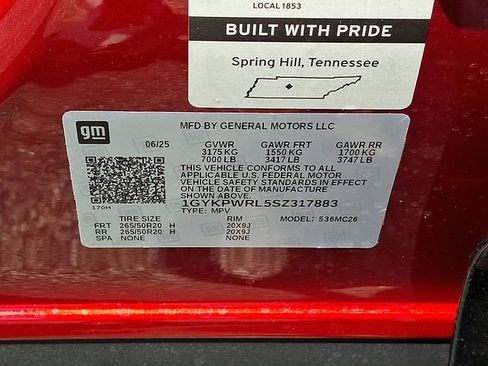 LOCAL 1853
BUILT WITH PRIDE
Spring Hill, Tennessee
gm
MFD BY GENERAL MOTORS LLC
06/25 GVWR GAWR FRT GAWR RR
3175 KG 1550 KG 1700 KG
7000 LB 3417 LB 3747 LB
THIS VEHICLE CONFORMS TO ALL
APPLICABLE U.S. FEDERAL MOTOR
VEHICLE SAFETY STANDARDS IN
EFFECT ON THE DATE OF MANUFACTURE
SHOWN ABOVE.
1GYKPWRL5SZ317883
170H TYPE: MPV MODEL: 536MC26
TIRE SIZE RIM
FRT 265/50R20 H 20X9J
RR 265/50R20 H 20X9J
SPA NONE NONE